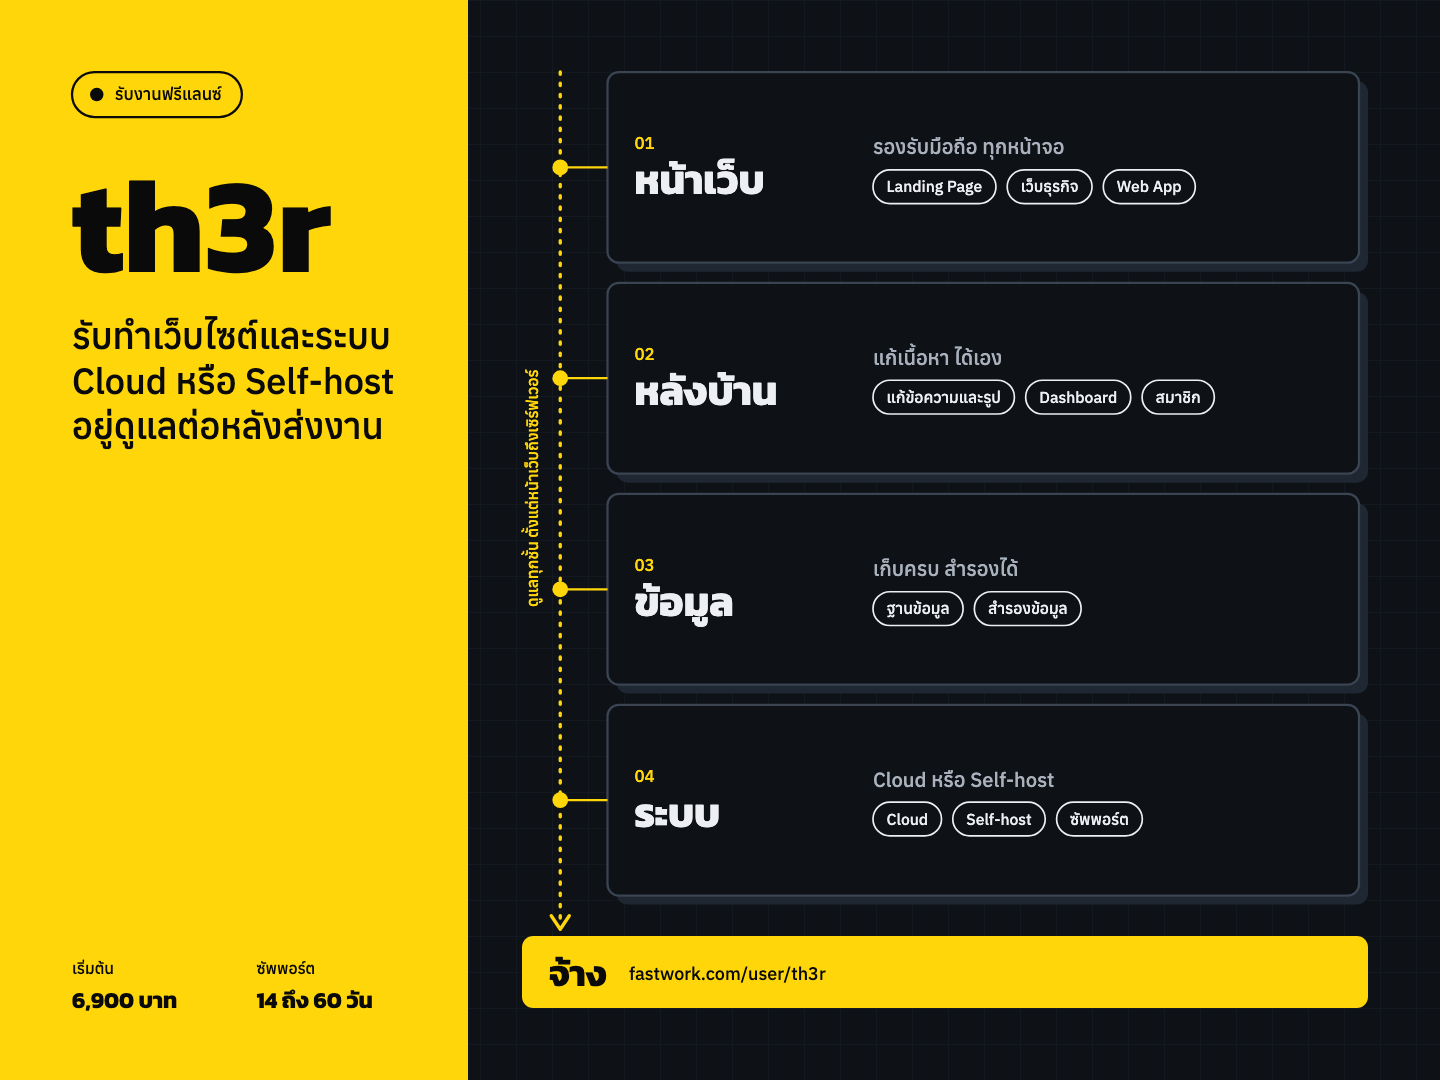 รับงานฟรีแลนซ์
th3r
รับทำเว็บไซต์และระบบ
Cloud หรือ Self-host
อยู่ดูแลต่อหลังส่งงาน
เริ่มต้น
6,900 บาท
ซัพพอร์ต
14 ถึง 60 วัน
ดูแลทุกชั้น ตั้งแต่หน้าเว็บถึงเซิร์ฟเวอร์
01
หน้าเว็บ
รองรับมือถือ ทุกหน้าจอ
Landing Page
เว็บธุรกิจ
Web App
02
หลังบ้าน
แก้เนื้อหา ได้เอง
แก้ข้อความและรูป
Dashboard
สมาชิก
03
ข้อมูล
เก็บครบ สำรองได้
ฐานข้อมูล
สำรองข้อมูล
04
ระบบ
Cloud หรือ Self-host
Cloud
Self-host
ซัพพอร์ต
จ้าง
fastwork.com/user/th3r